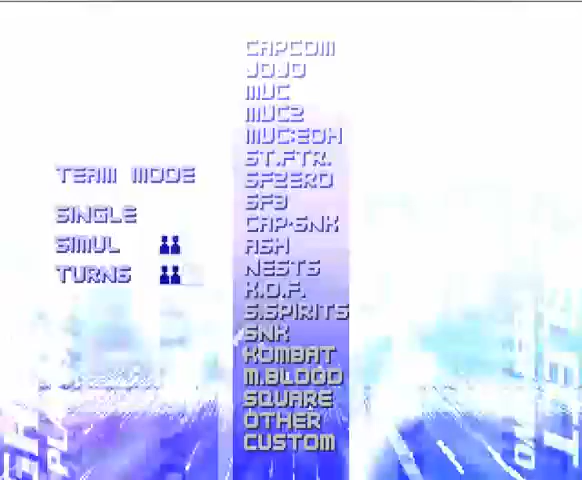 CAPCOM
JOJO
MVC
MVC2
MVC:EOH
ST.FTR.
SFZERO
SF3
CAP·SNK
ASH
NESTS
K.O.F.
S.SPIRITS
SNK
KOMBAT
M.BLOOD
SQUARE
OTHER
CUSTOM
TEAM MODE
SINGLE
SIMUL
TURNS